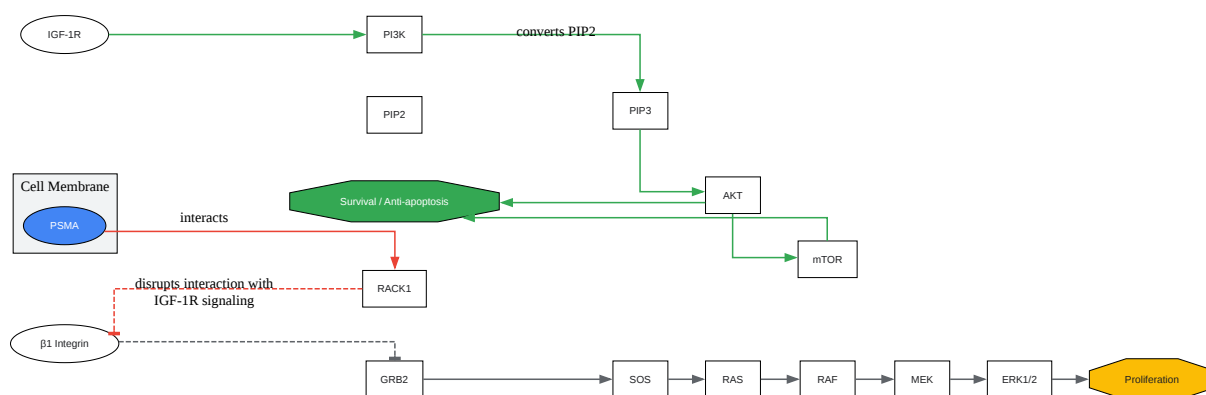 IGF-1R
PI3K
converts PIP2
PIP2
PIP3
Cell Membrane
PSMA
interacts
Survival / Anti-apoptosis
AKT
mTOR
RACK1
disrupts interaction with
IGF-1R signaling
β1 Integrin
GRB2
SOS
RAS
RAF
MEK
ERK1/2
Proliferation